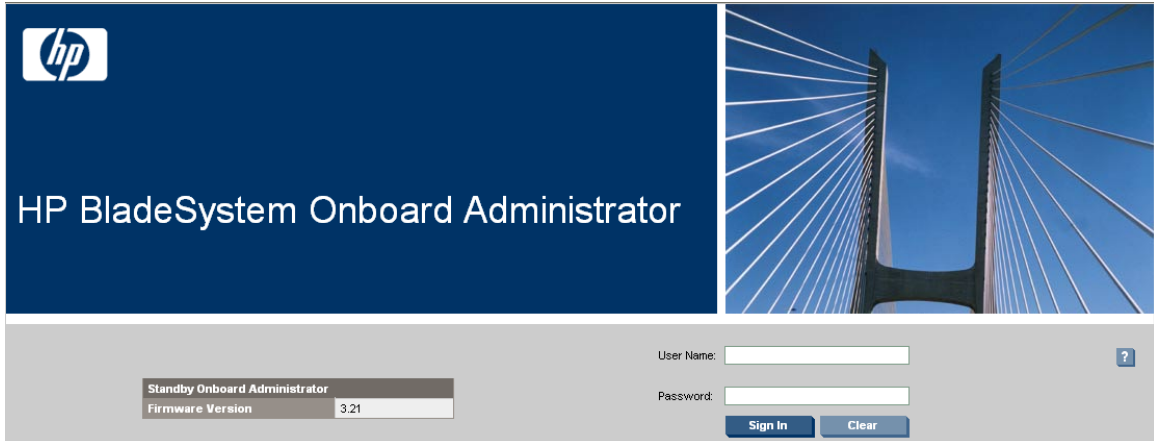 hp
HP BladeSystem Onboard Administrator
User Name:
?
Standby Onboard Administrator
Firmware Version 3.21
Password:
Sign In Clear